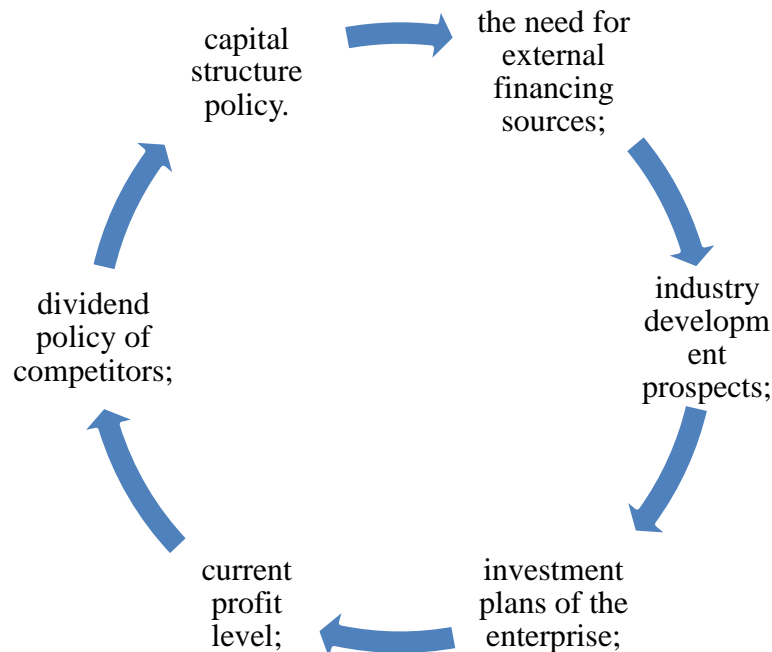 the need for
external
financing
sources;
industry
developm
ent
prospects;
investment
plans of the
enterprise;
current
profit
level;
dividend
policy of
competitors;
capital
structure
policy.